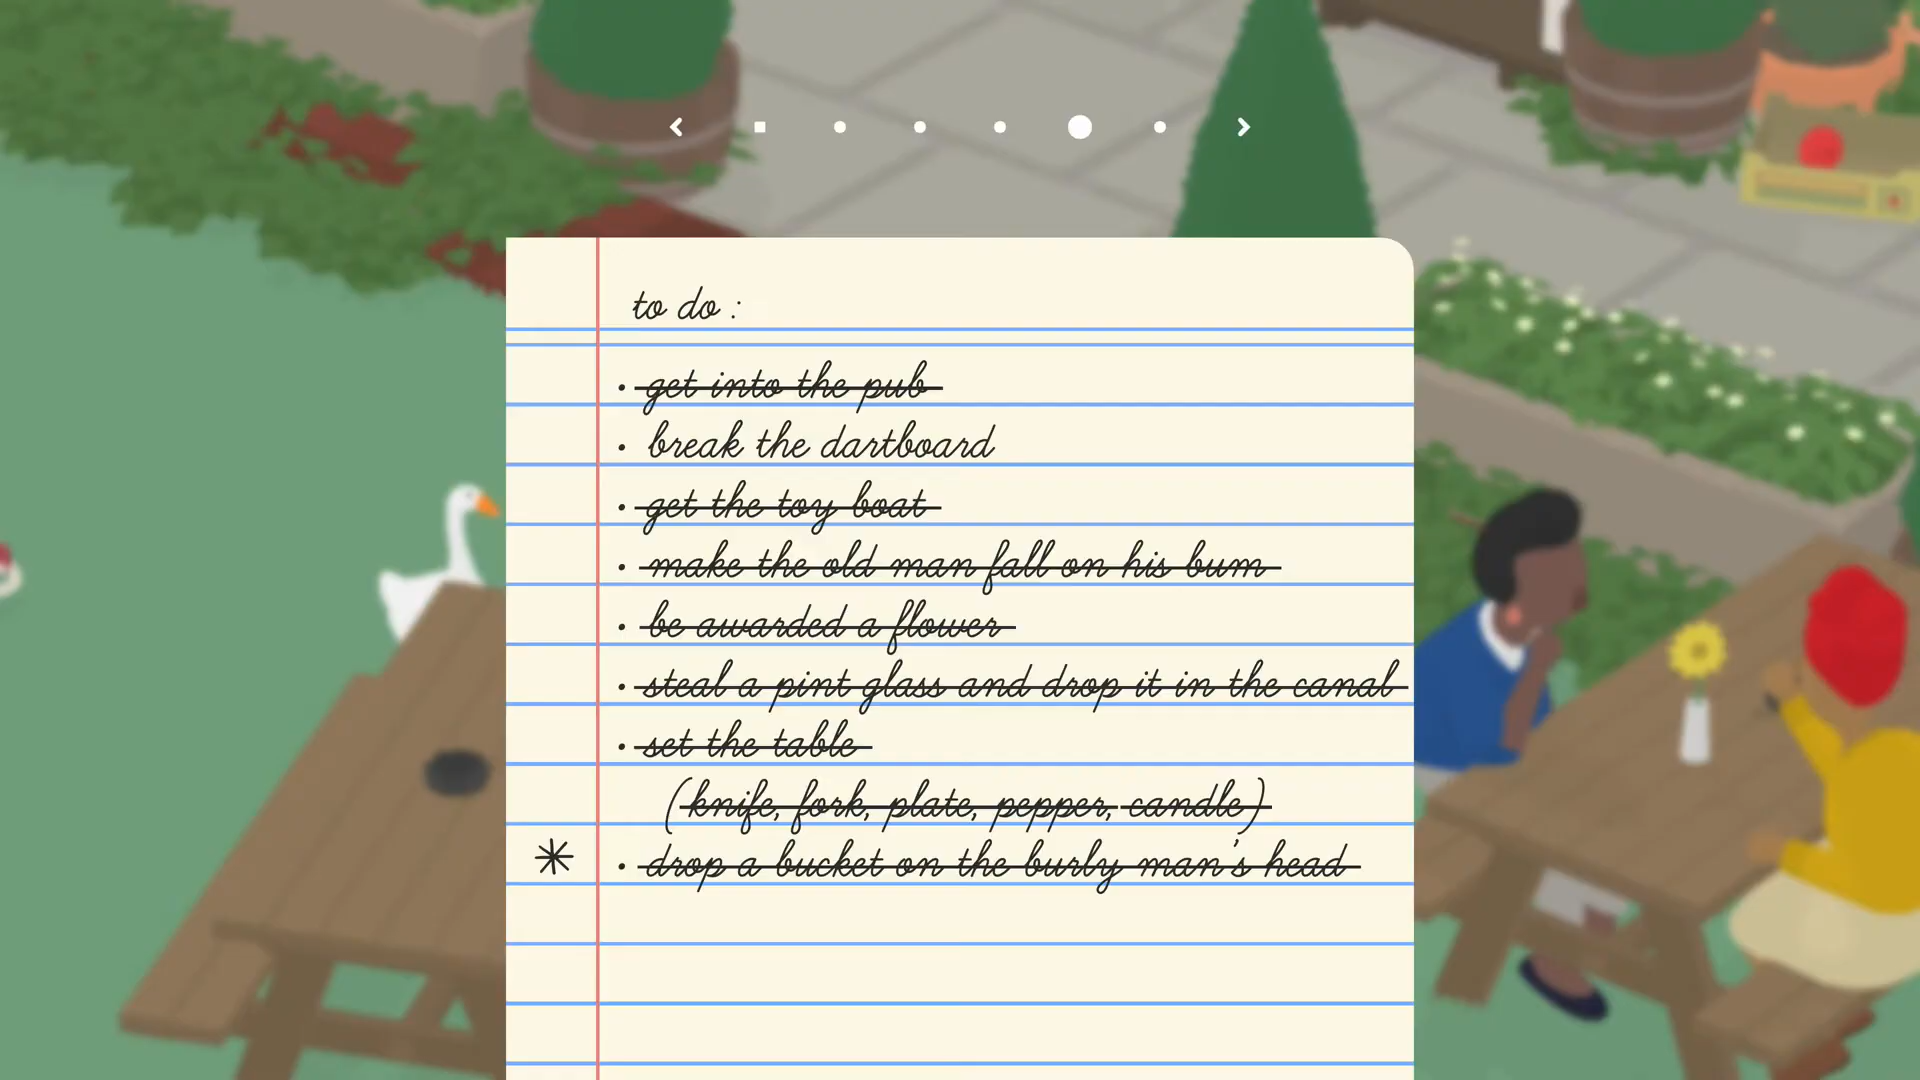 to do :
• get into the pub
• break the dartboard
• get the toy boat
• make the old man fall on his bum
• be awarded a flower
• steal a pint glass and drop it in the canal
• set the table
(knife, fork, plate, pepper, candle)
• drop a bucket on the burly man's head